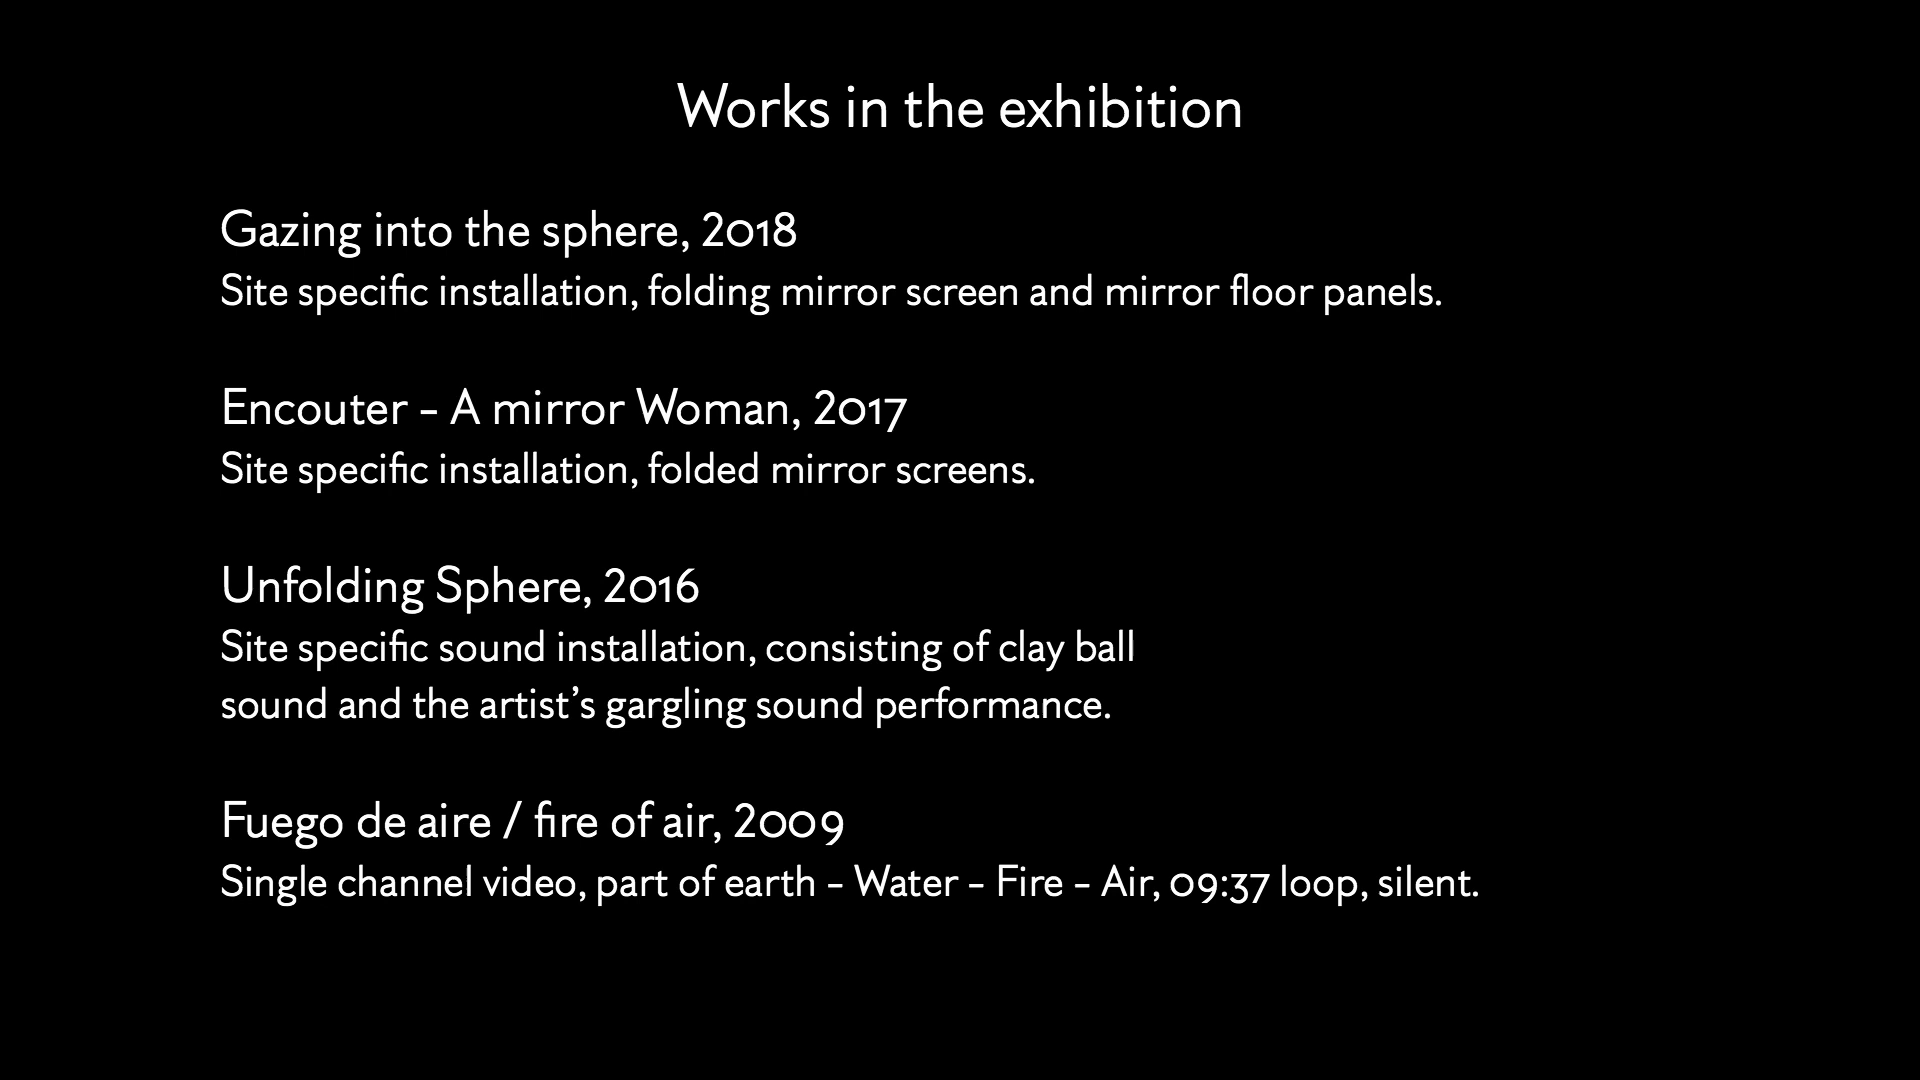 Works in the exhibition
Gazing into the sphere, 2018
Site specific installation, folding mirror screen and mirror floor panels.
Encouter – A mirror Woman, 2017
Site specific installation, folded mirror screens.
Unfolding Sphere, 2016
Site specific sound installation, consisting of clay ball
sound and the artist’s gargling sound performance.
Fuego de aire / fire of air, 2009
Single channel video, part of earth – Water – Fire – Air, 09:37 loop, silent.